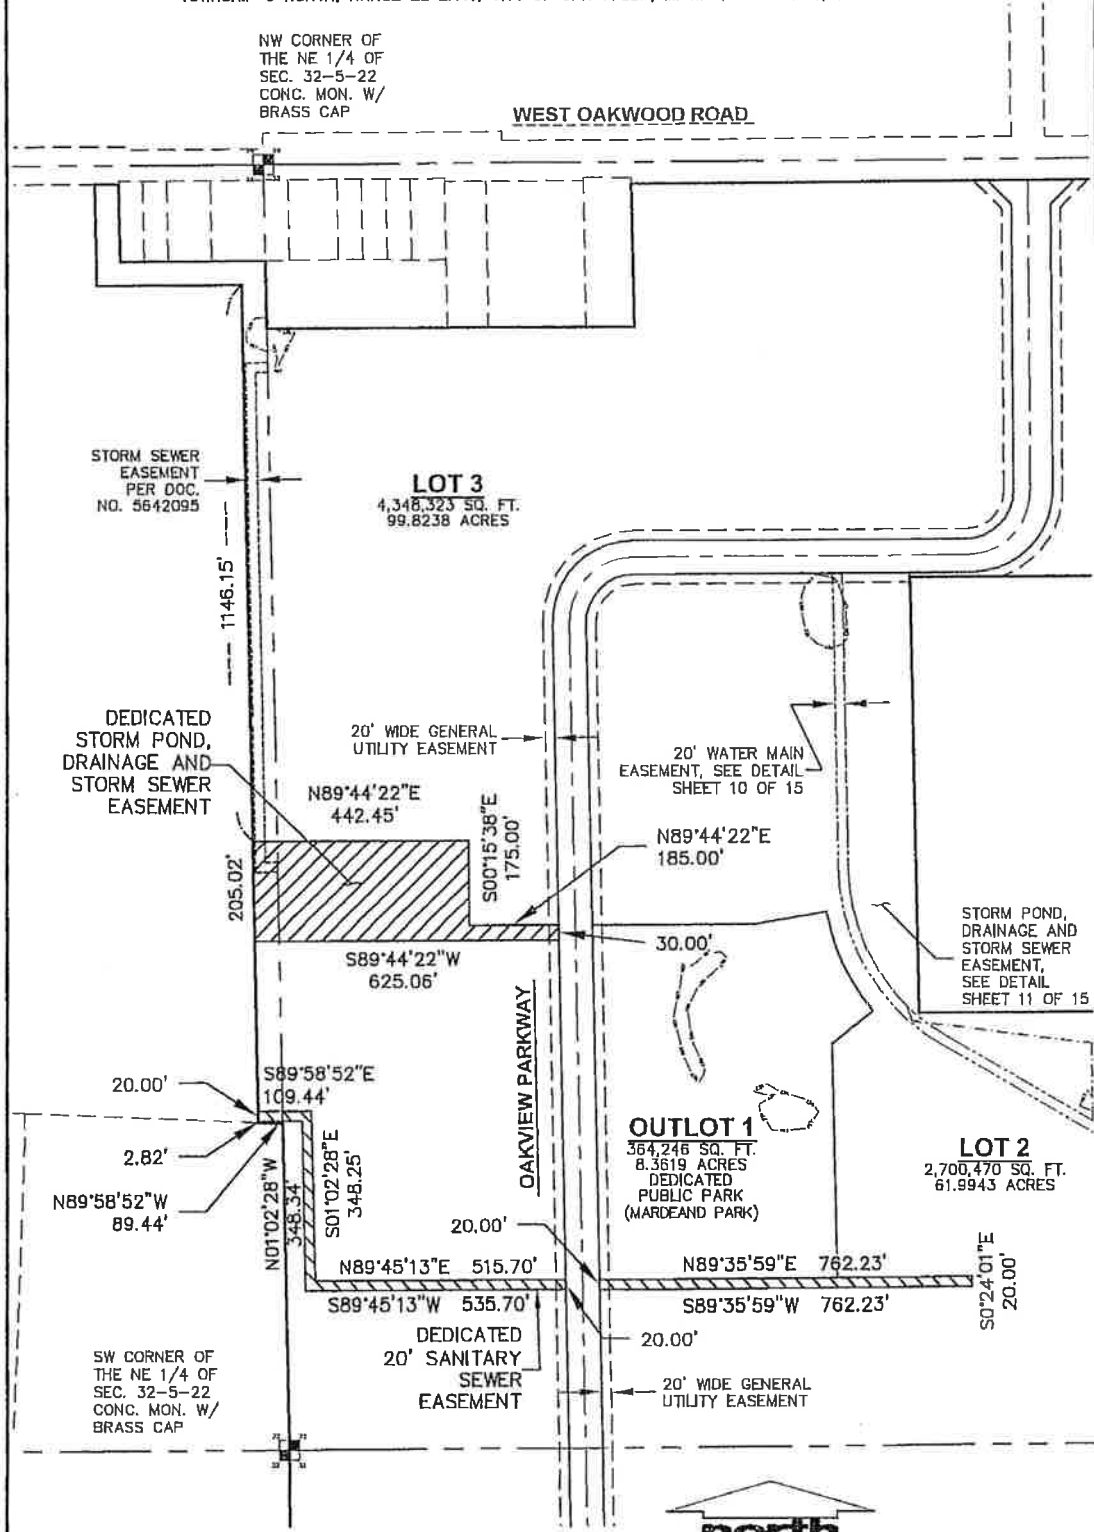 NW CORNER OF
THE NE 1/4 OF
SEC. 32-5-22
CONC. MON. W/
BRASS CAP
WEST OAKWOOD ROAD
STORM SEWER
EASEMENT
PER DOC.
NO. 5642095
LOT 3
4,348,323 SQ. FT.
99.8238 ACRES
1146.15'
DEDICATED
STORM POND,
DRAINAGE AND
STORM SEWER
EASEMENT
20' WIDE GENERAL
UTILITY EASEMENT
20' WATER MAIN
EASEMENT, SEE DETAIL
SHEET 10 OF 15
N89°44'22"E
442.45'
S00°15'38"E
175.00'
N89°44'22"E
185.00'
205.02'
30.00'
S89°44'22"W
625.06'
STORM POND,
DRAINAGE AND
STORM SEWER
EASEMENT,
SEE DETAIL
SHEET 11 OF 15
OAKVIEW PARKWAY
20.00'
S89°58'52"E
109.44'
2.82'
N89°58'52"W
89.44'
N01°02'28"W
348.34'
S01°02'28"E
348.25'
OUTLOT 1
364,246 SQ. FT.
8.3619 ACRES
DEDICATED
PUBLIC PARK
(MARDEAND PARK)
LOT 2
2,700,470 SQ. FT.
61.9943 ACRES
20.00'
N89°45'13"E 515.70'
N89°35'59"E 762.23'
S89°45'13"W 535.70'
S89°35'59"W 762.23'
S0°24'01"E
20.00'
20.00'
DEDICATED
20' SANITARY
SEWER
EASEMENT
20' WIDE GENERAL
UTILITY EASEMENT
SW CORNER OF
THE NE 1/4 OF
SEC. 32-5-22
CONC. MON. W/
BRASS CAP
north